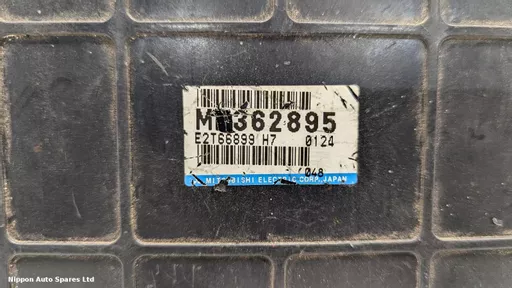 362895
E2T66899 H7 0124
048
MITSUBISHI ELECTRIC CORP. JAPAN
Nippon Auto Spares Ltd